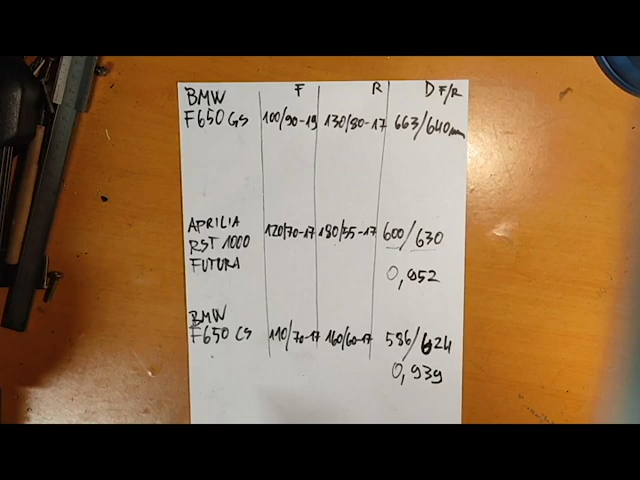 F R D F/R
BMW
F650 GS 100/90-19 130/80-17 663/640mm
APRILIA
RST 1000 120/70-17 180/55-17 600/630
FUTURA
0,952
BMW
F650 CS 110/70-17 160/60-17 586/624
0,939